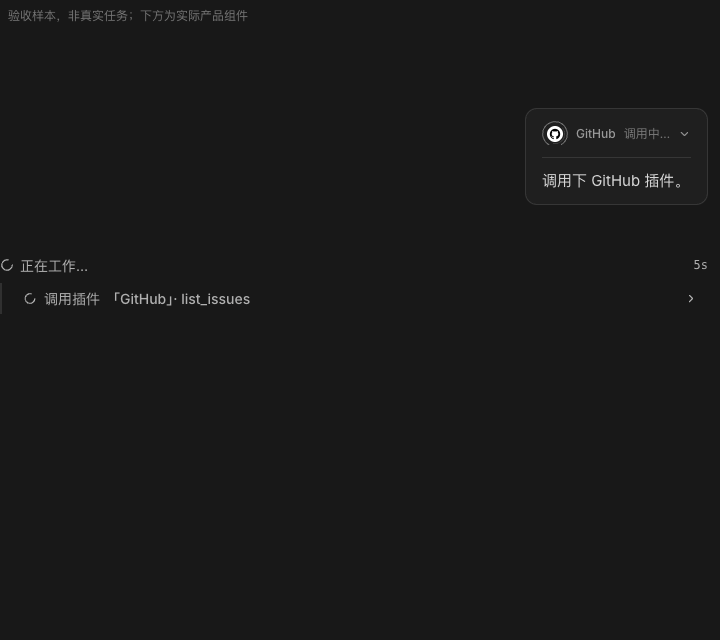 验收样本，非真实任务；下方为实际产品组件
GitHub 调用中...
调用下 GitHub 插件。
正在工作... 5s
调用插件 「GitHub」· list_issues